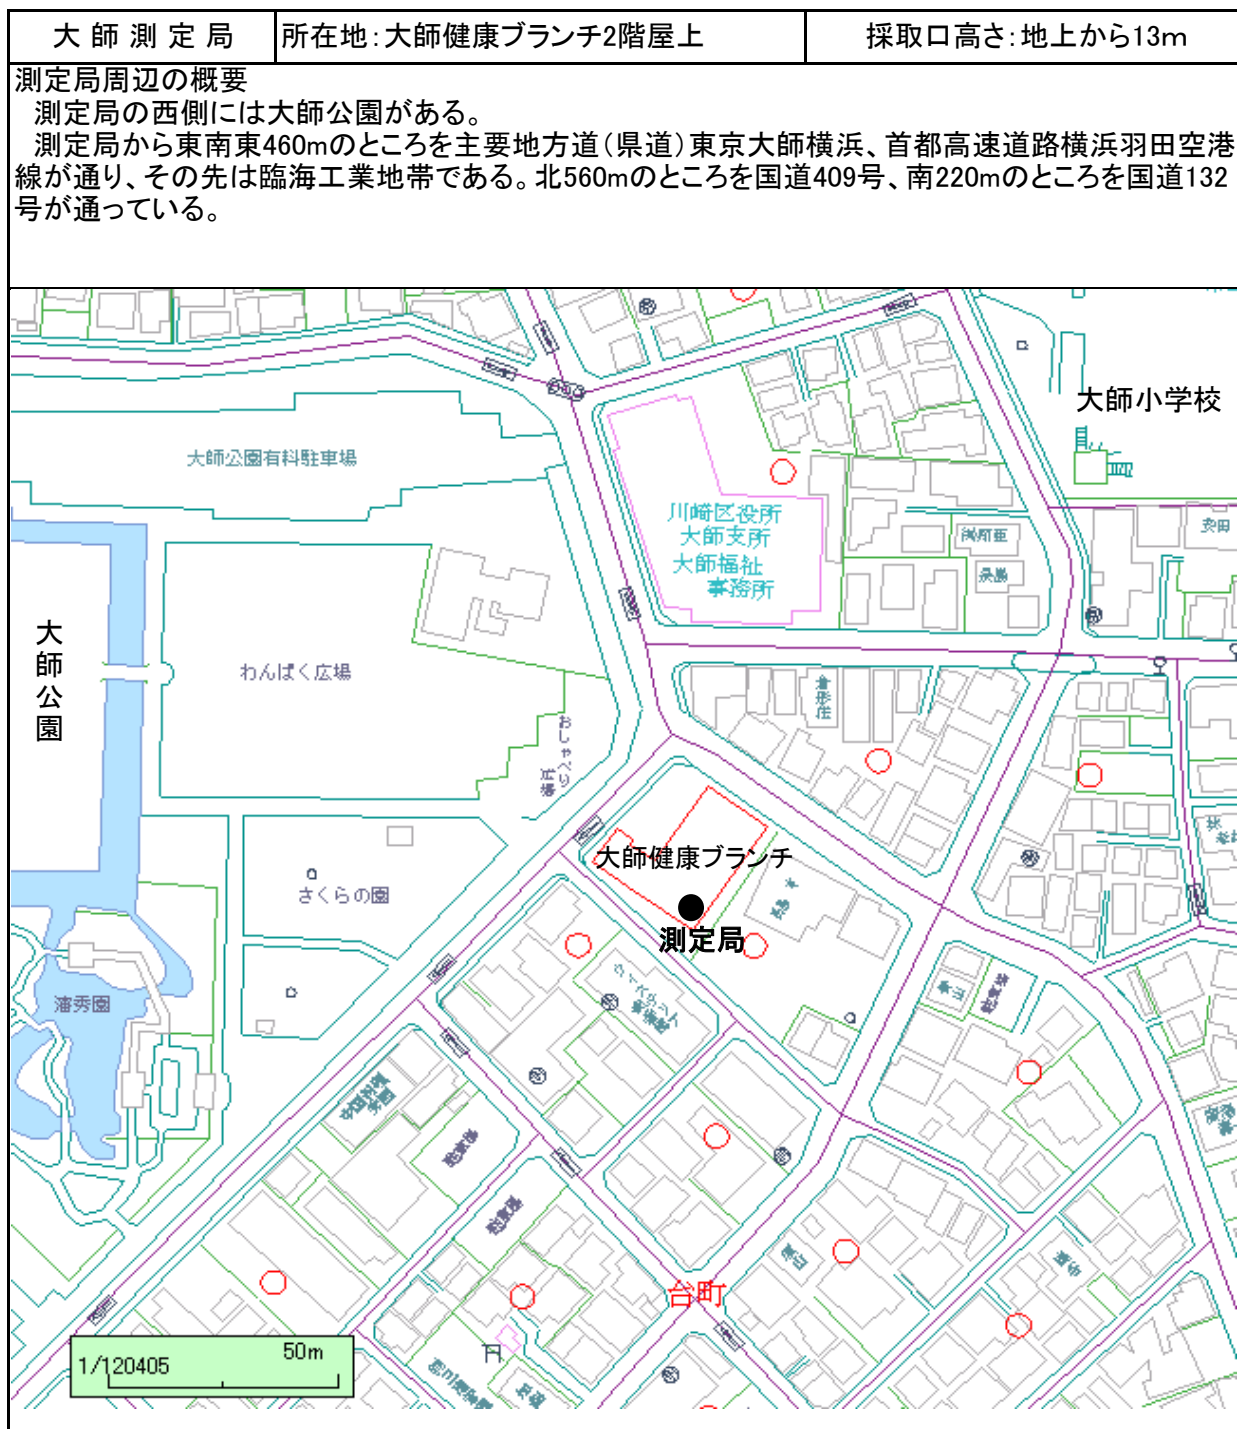 大師測定局
所在地:大師健康ブランチ2階屋上
採取口高さ:地上から13m
測定局周辺の概要
測定局の西側には大師公園がある。
測定局から東南東460mのところを主要地方道(県道)東京大師横浜、首都高速道路横浜羽田空港
線が通り、その先は臨海工業地帯である。北560mのところを国道409号、南220mのところを国道132
号が通っている。
大師小学校
大師公園有料駐車場
川崎区役所
大師支所
大師福祉
事務所
安田
大師公園
わんぱく広場
おしゃべり
広場
大師健康ブランチ
測定局
さくらの園
瀋秀園
台町
1/120405
50m